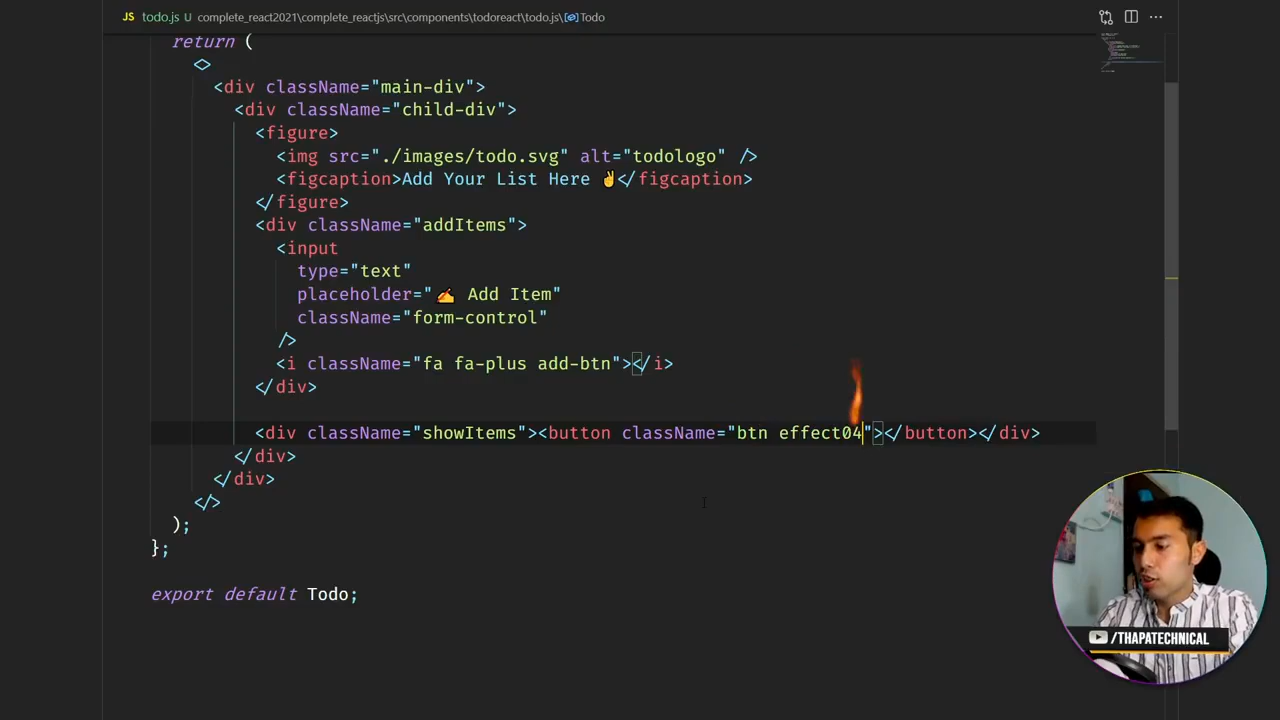 JS todo.js U complete_react2021\complete_reactjs\src\components\todoreact\todo.js\Todo
return (
<>
<div className="main-div">
<div className="child-div">
<figure>
<img src="./images/todo.svg" alt="todologo" />
<figcaption>Add Your List Here ✌</figcaption>
</figure>
<div className="addItems">
<input
type="text"
placeholder="✍ Add Item"
className="form-control"
/>
<i className="fa fa-plus add-btn"></i>
</div>
<div className="showItems"><button className="btn effect04"></button></div>
</div>
</div>
</>
);
};
export default Todo;
/THAPATECHNICAL